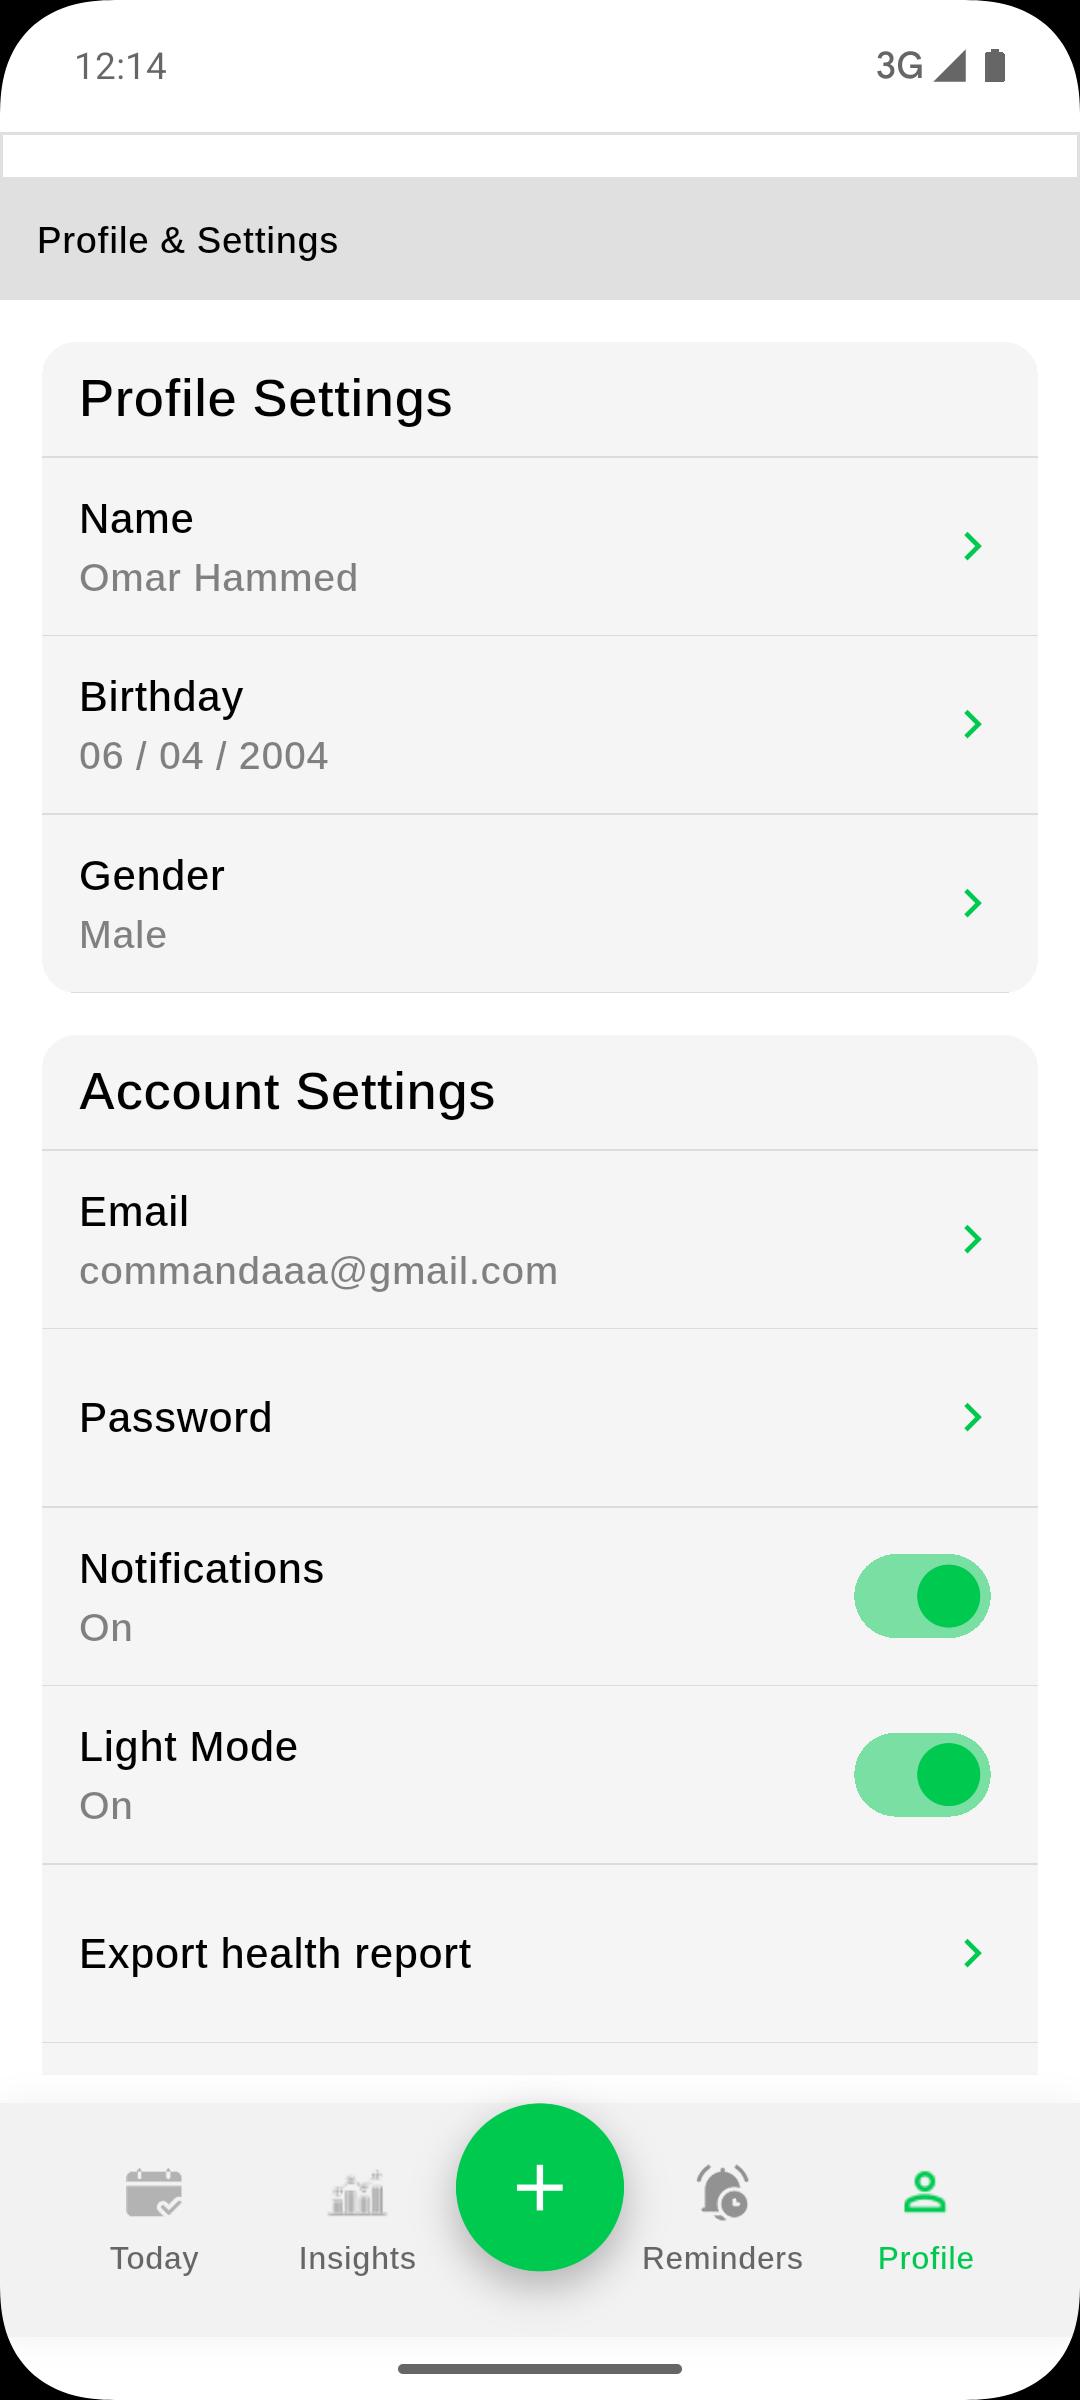 12:14
3G
Profile & Settings
Profile Settings
Name
Omar Hammed
Birthday
06 / 04 / 2004
Gender
Male
Account Settings
Email
commandaaa@gmail.com
Password
Notifications
On
Light Mode
On
Export health report
Today
Insights
Reminders
Profile